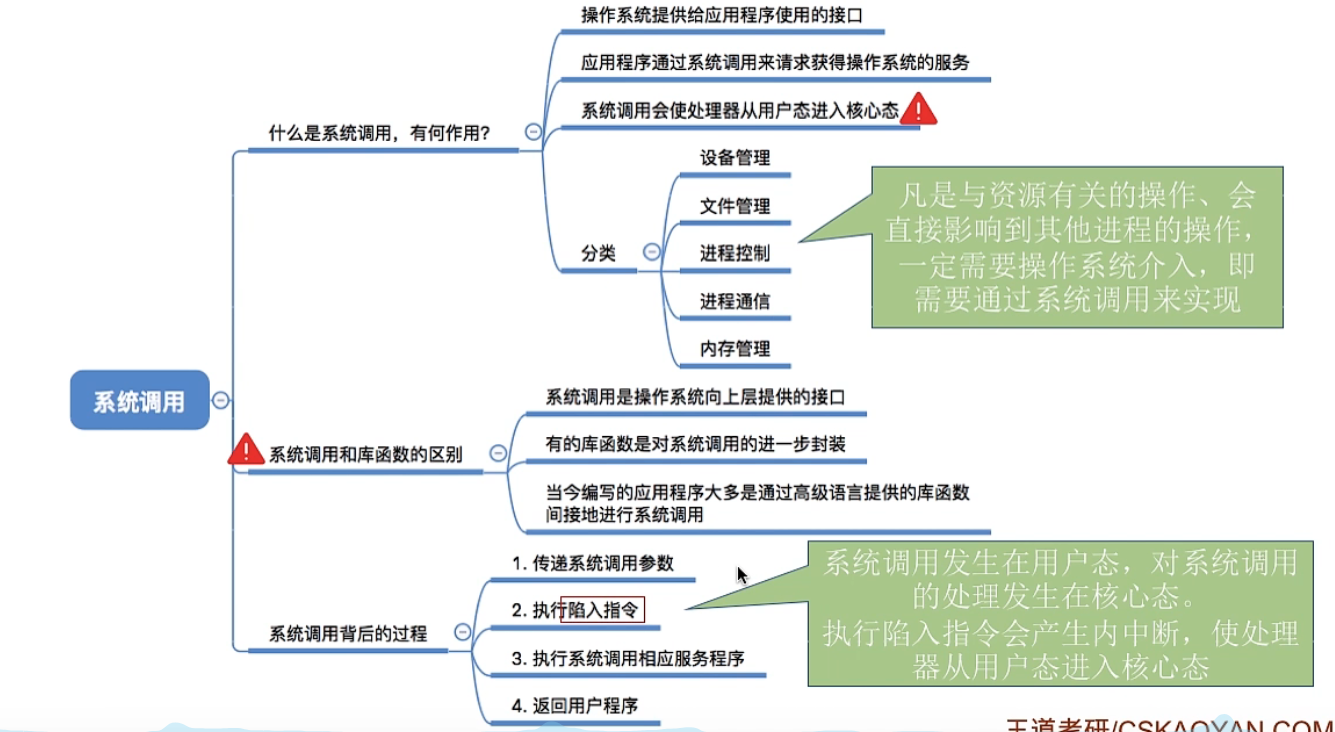 操作系统提供给应用程序使用的接口
应用程序通过系统调用来请求获得操作系统的服务
系统调用会使处理器从用户态进入核心态
什么是系统调用，有何作用？
设备管理
文件管理
分类
进程控制
进程通信
内存管理
凡是与资源有关的操作、会
直接影响到其他进程的操作，
一定需要操作系统介入，即
需要通过系统调用来实现
系统调用
系统调用是操作系统向上层提供的接口
系统调用和库函数的区别
有的库函数是对系统调用的进一步封装
当今编写的应用程序大多是通过高级语言提供的库函数
间接地进行系统调用
1. 传递系统调用参数
2. 执行陷入指令
系统调用背后的过程
3. 执行系统调用相应服务程序
4. 返回用户程序
系统调用发生在用户态，对系统调用
的处理发生在核心态。
执行陷入指令会产生内中断，使处理
器从用户态进入核心态
王道考研/CSKAOYAN.COM